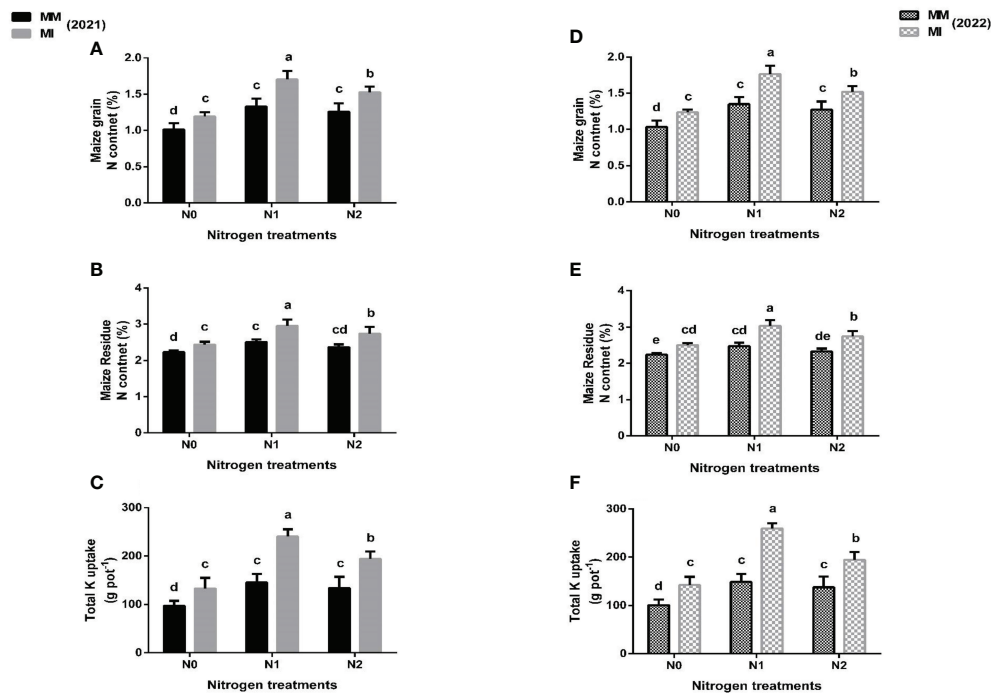 MM
MI
(2021)
A
Maize grain
N contnet (%)
2.0
1.5
1.0
0.5
0.0
d
c
c
a
c
b
N0
N1
N2
Nitrogen treatments
B
Maize Residue
N contnet (%)
4
3
2
1
0
d
c
c
a
cd
b
N0
N1
N2
Nitrogen treatments
C
Total K uptake
(g pot-1)
300
200
100
0
d
c
c
a
c
b
N0
N1
N2
Nitrogen treatments
MM
MI
(2022)
D
Maize grain
N contnet (%)
2.0
1.5
1.0
0.5
0.0
d
c
c
a
c
b
N0
N1
N2
Nitrogen treatments
E
Maize Residue
N contnet (%)
4
3
2
1
0
e
cd
cd
a
de
b
N0
N1
N2
Nitrogen treatments
F
Total K uptake
(g pot-1)
300
200
100
0
d
c
c
a
c
b
N0
N1
N2
Nitrogen treatments